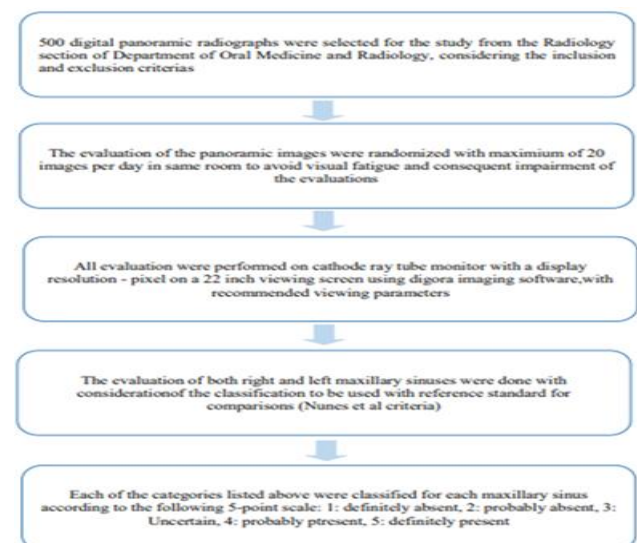 500 digital panoramic radiographs were selected for the study from the Radiology
section of Department of Oral Medicine and Radiology, considering the inclusion
and exclusion criterias
The evaluation of the panoramic images were randomized with maximium of 20
images per day in same room to avoid visual fatigue and consequent impairment of
the evaluations
All evaluation were performed on cathode ray tube monitor with a display
resolution - pixel on a 22 inch viewing screen using digora imaging software,with
recommended viewing parameters
The evaluation of both right and left maxillary sinuses were done with
considerationof the classification to be used with reference standard for
comparisons (Nunes et al criteria)
Each of the categories listed above were classified for each maxillary sinus
according to the following 5-point scale: 1: definitely absent, 2: probably absent, 3:
Uncertain, 4: probably ptresent, 5: definitely present